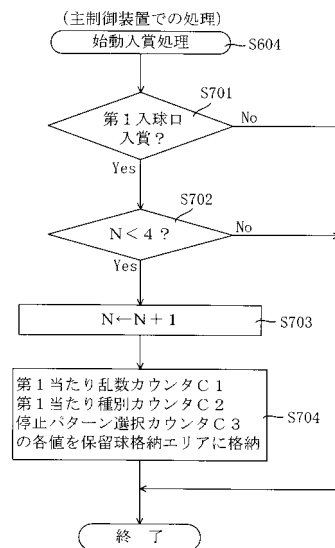 (主制御装置での処理)
始動入賞処理
S604
S701
第1入球口
入賞？
No
Yes
S702
N＜4？
No
Yes
N←N＋1
S703
第1当たり乱数カウンタC1
第1当たり種別カウンタC2
停止パターン選択カウンタC3
の各値を保留球格納エリアに格納
S704
終 了